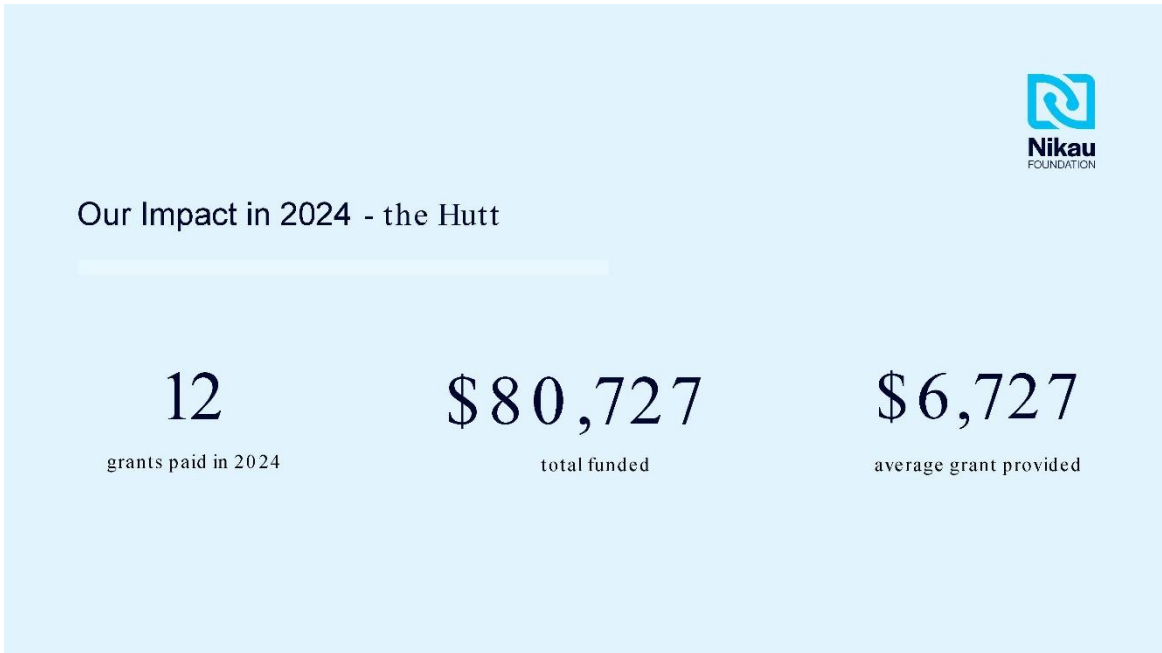 Nikau
FOUNDATION
Our Impact in 2024 - the Hutt
12
grants paid in 2024
$80,727
total funded
$6,727
average grant provided